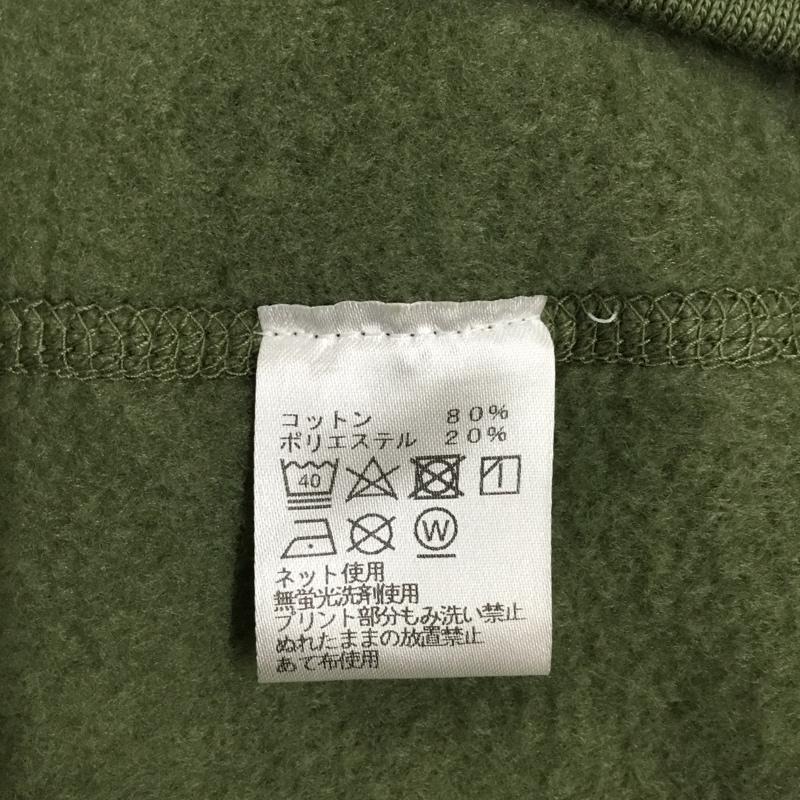 コットン 80%
ポリエステル 20%
40
W
ネット使用
無蛍光洗剤使用
プリント部分もみ洗い禁止
ぬれたままの放置禁止
あて布使用